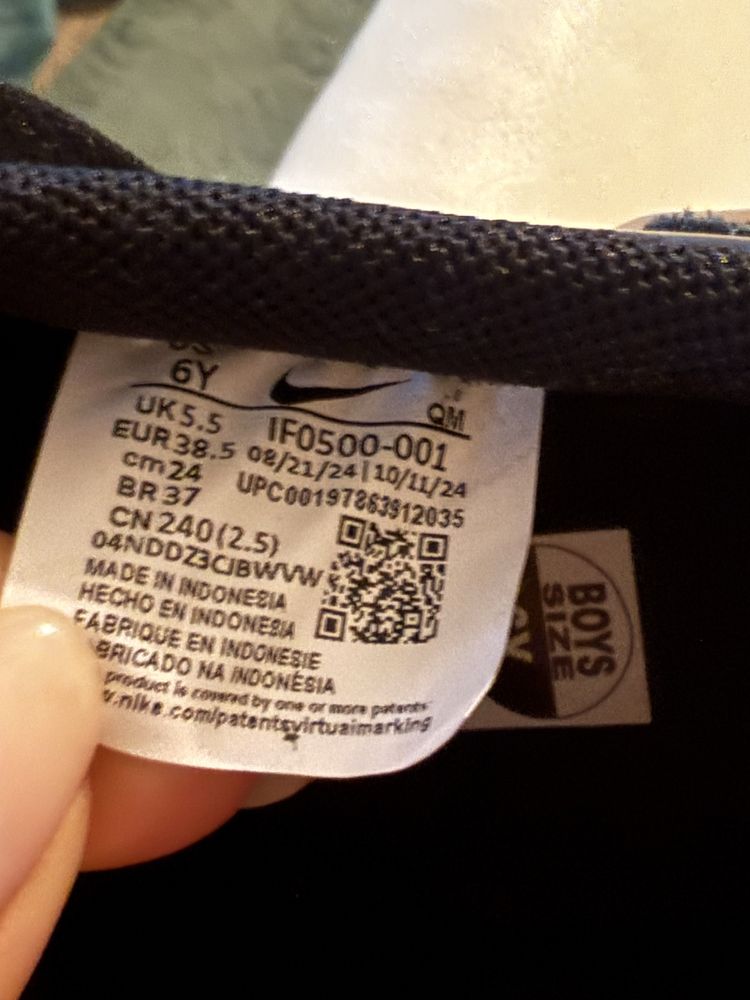 US
6Y
QM
UK 5.5
IF0500-001
EUR 38.5
08/21/24 | 10/11/24
cm 24
UPC00197863912035
BR 37
CN 240 (2.5)
04NDDZ3CJBWVW
MADE IN INDONESIA
HECHO EN INDONESIA
FABRIQUE EN INDONESIE
BRICADO NA INDONÉSIA
product is covered by one or more patents
.nike.com/patentsvirtualmarking
BOYS
SIZE